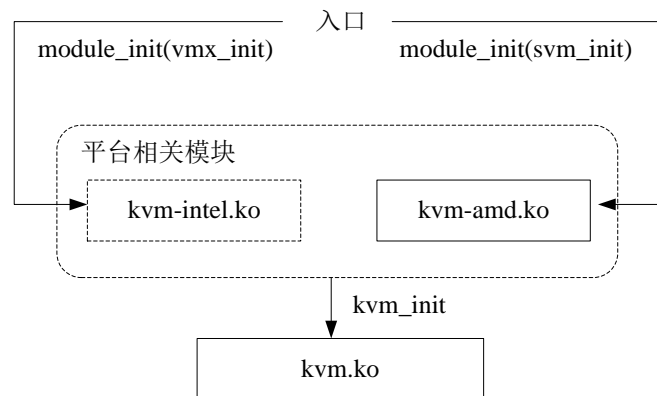 入口
module_init(vmx_init)
module_init(svm_init)
平台相关模块
kvm-intel.ko
kvm-amd.ko
kvm_init
kvm.ko